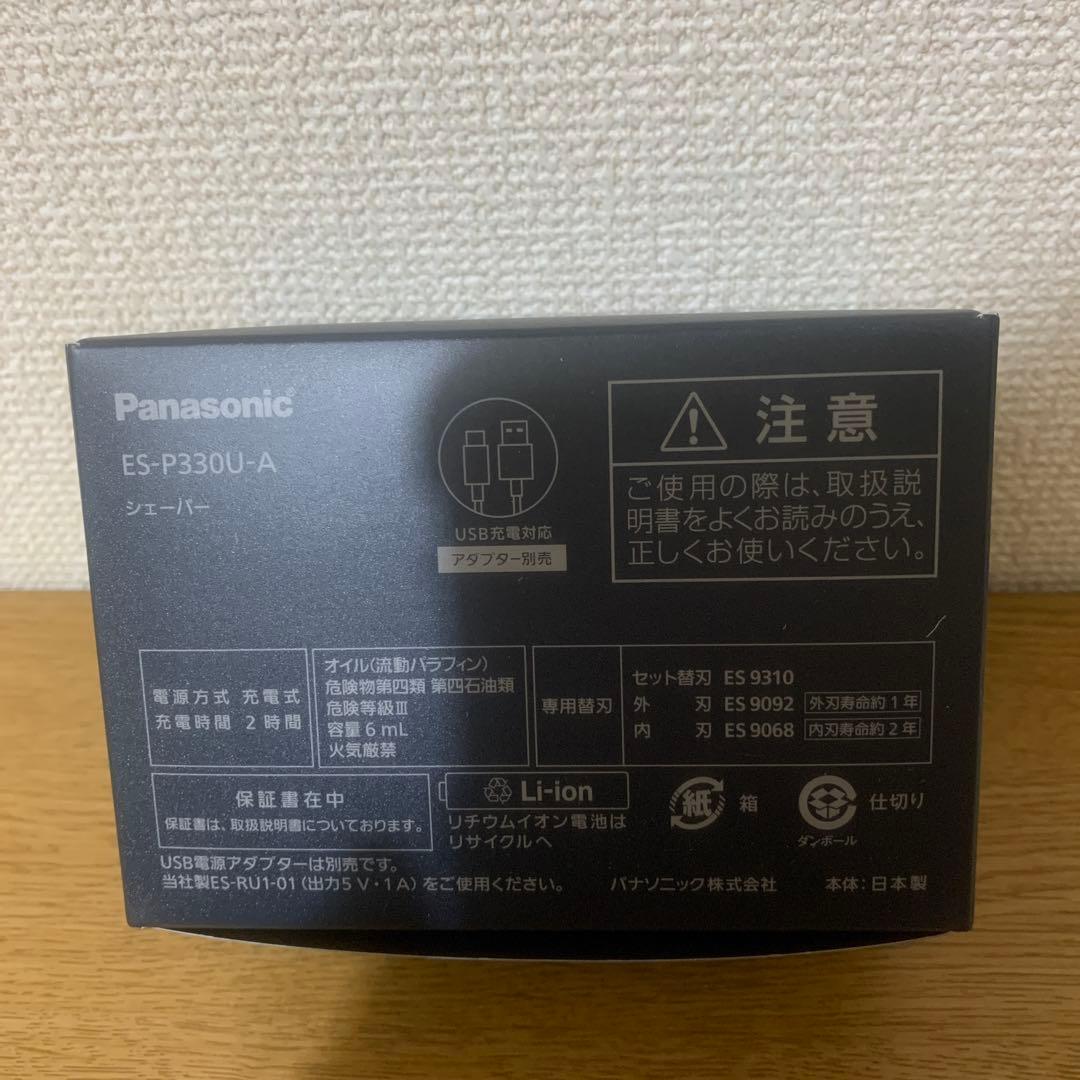 Panasonic
ES-P330U-A
シェーバー
USB充電対応
アダプター別売
注意
ご使用の際は、取扱説
明書をよくお読みのうえ、
正しくお使いください。
電源方式 充電式
充電時間 2時間
オイル(流動パラフィン)
危険物第四類 第四石油類
危険等級Ⅲ
容量6mL
火気厳禁
専用替刃
セット替刃 ES9310
外 刃 ES9092 外刃寿命約1年
内 刃 ES9068 内刃寿命約2年
保証書在中
保証書は、取扱説明書についております。
Li-ion
リチウムイオン電池は
リサイクルへ
紙 箱
ダンボール 仕切り
USB電源アダプターは別売です。
当社製ES-RU1-01(出力5V・1A)をご使用ください。
パナソニック株式会社 本体:日本製